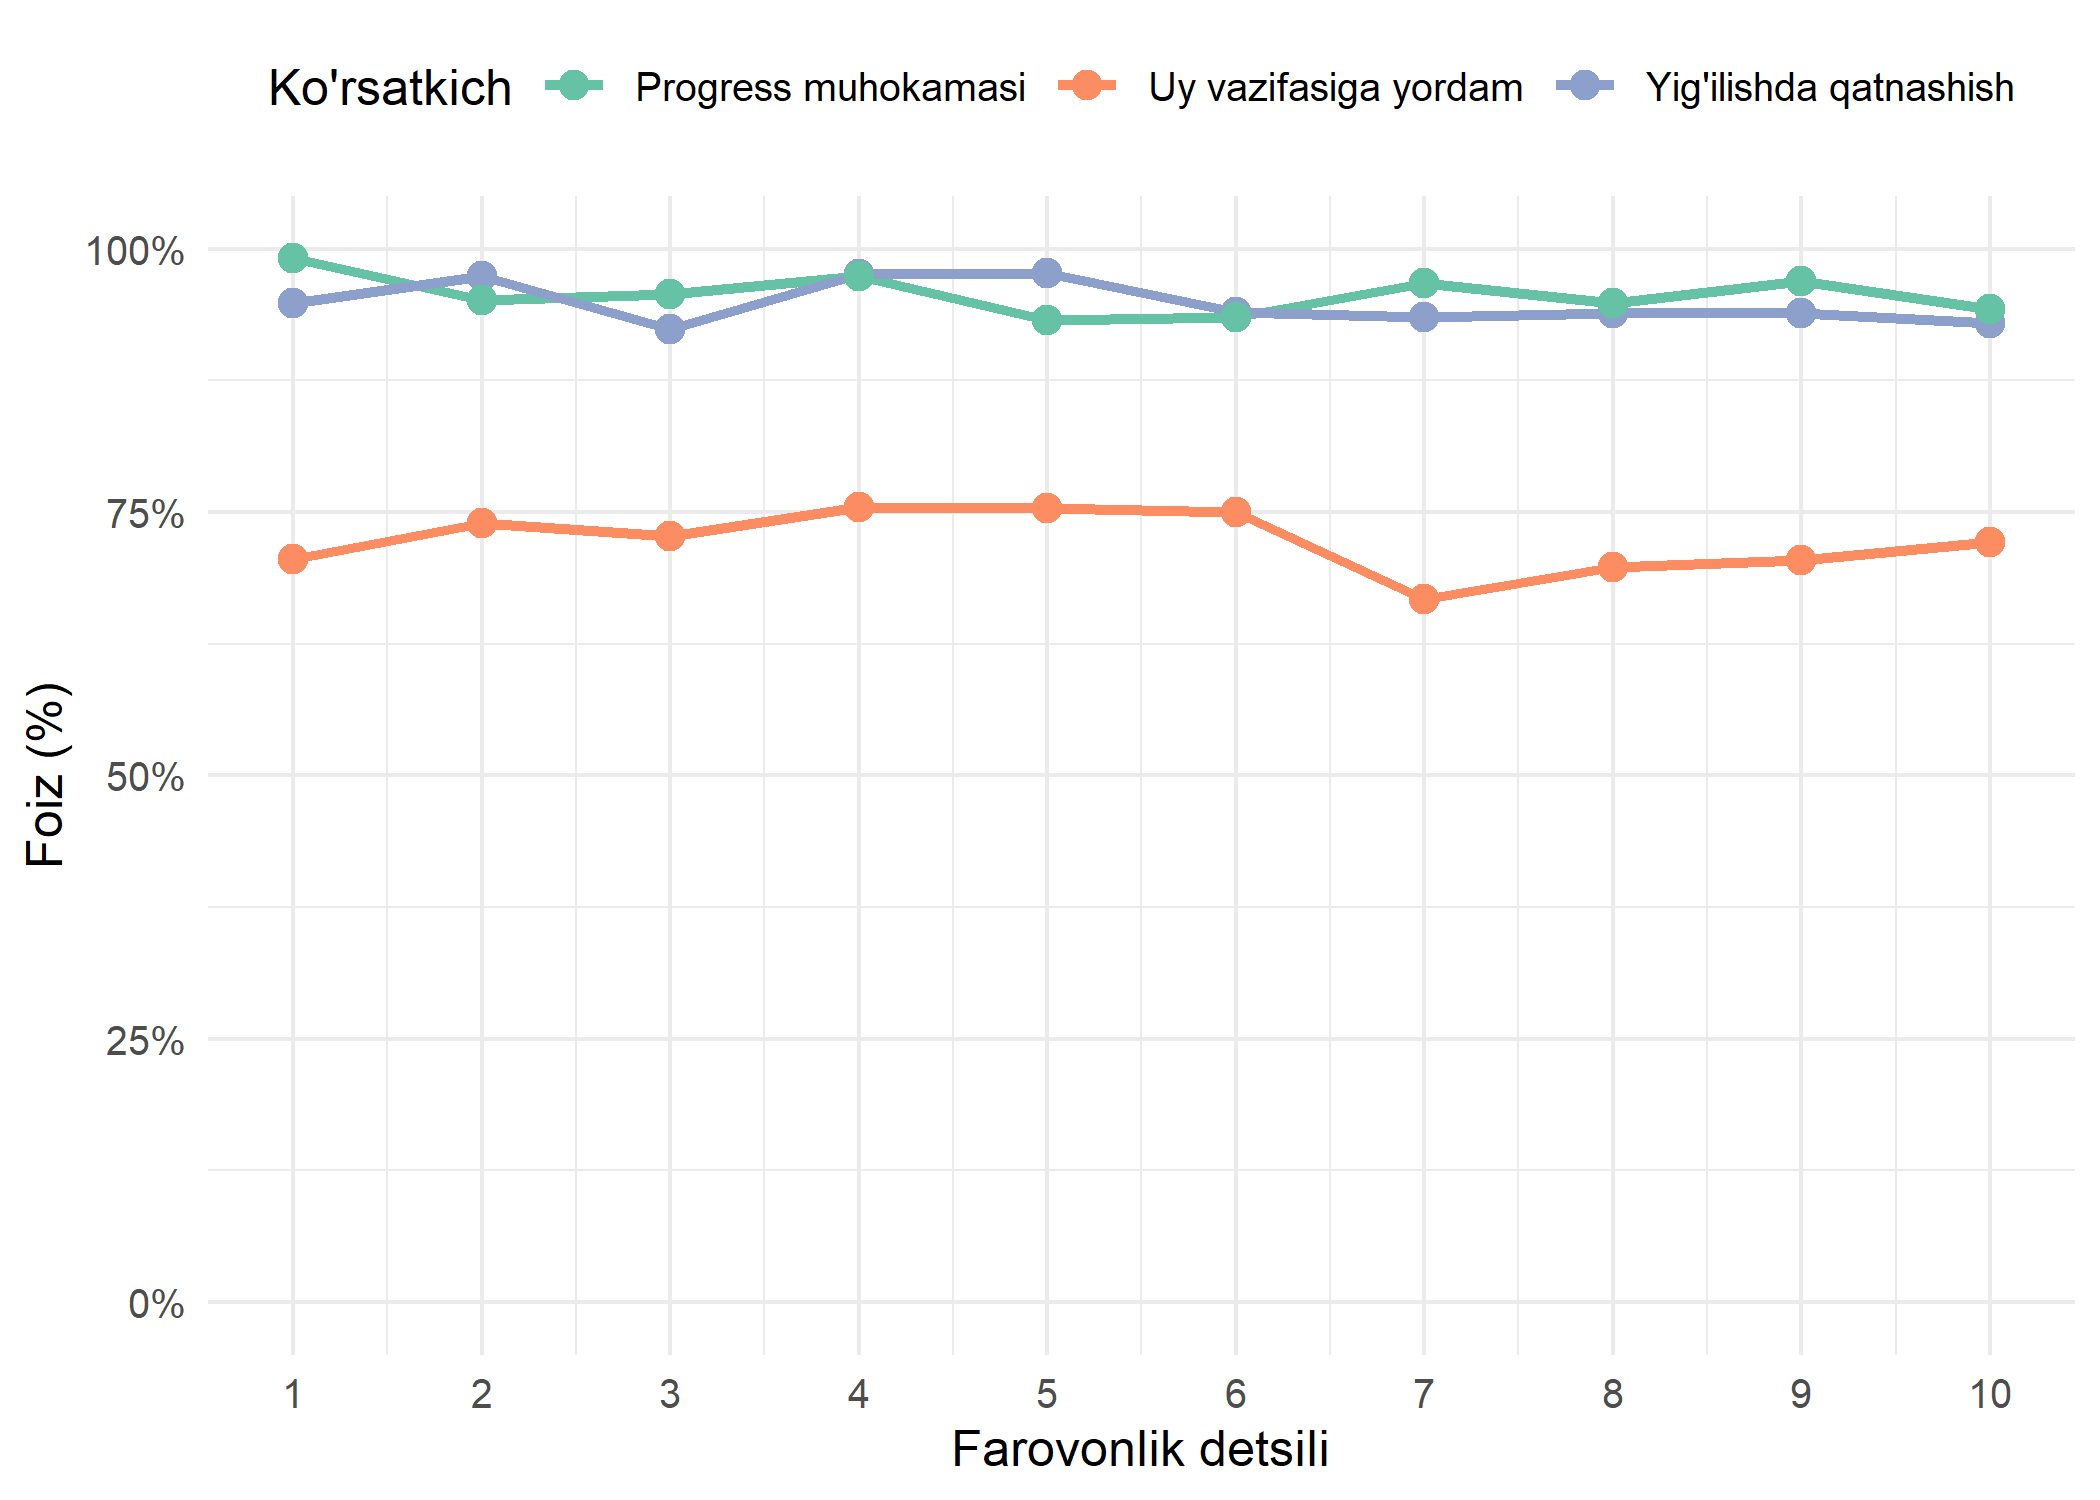 Ko'rsatkich Progress muhokamasi Uy vazifasiga yordam Yig'ilishda qatnashish
100%
75%
50%
25%
0%
Foiz (%)
1 2 3 4 5 6 7 8 9 10
Farovonlik detsili